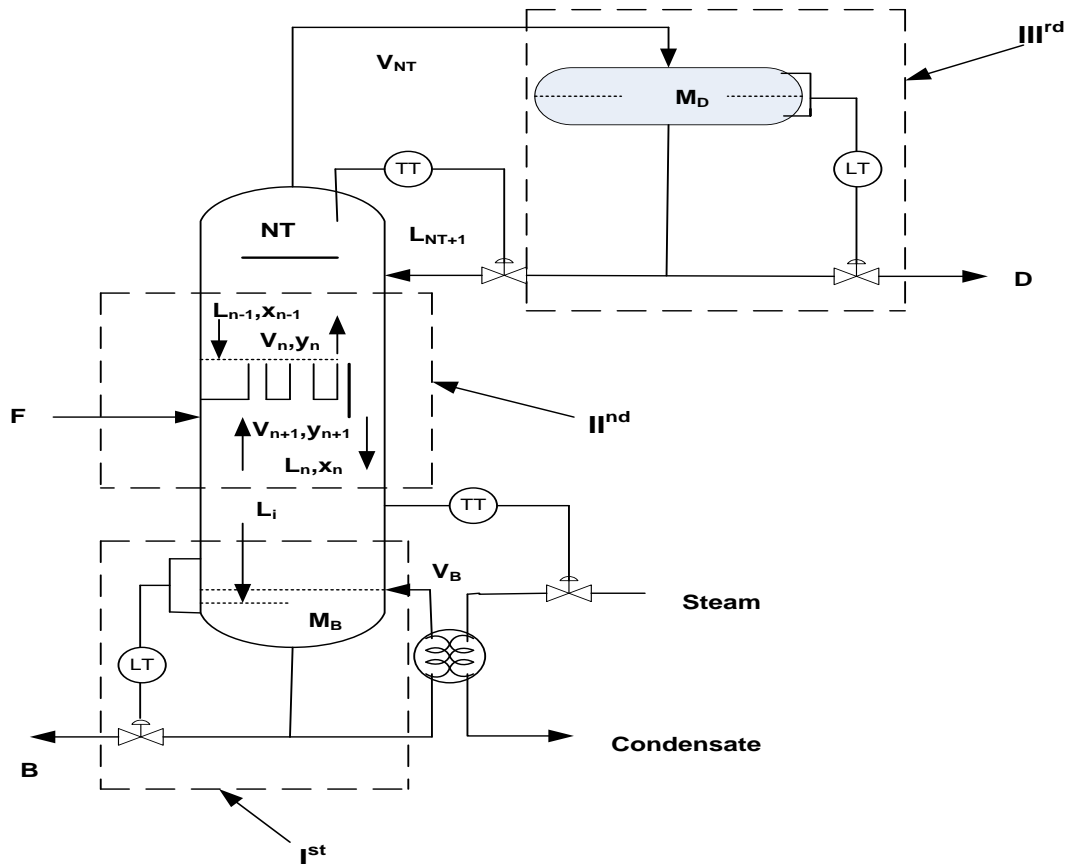 III^rd
V_NT
M_D
TT
LT
NT
L_NT+1
D
L_n-1,x_n-1
V_n,y_n
F
II^nd
V_n+1,y_n+1
L_n,x_n
TT
L_i
V_B
Steam
M_B
LT
Condensate
B
I^st